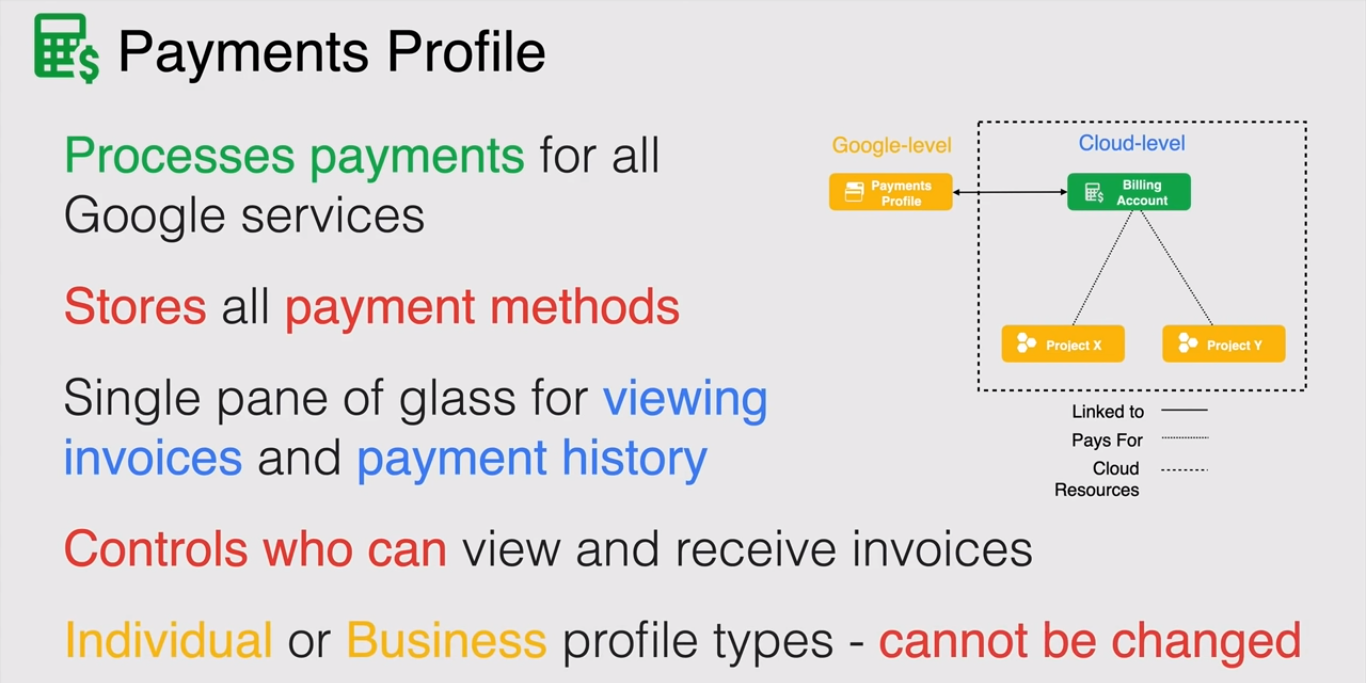 Payments Profile
Processes payments for all
Google services
Stores all payment methods
Single pane of glass for viewing
invoices and payment history
Controls who can view and receive invoices
Individual or Business profile types - cannot be changed
Google-level
Cloud-level
Payments
Profile
Billing
Account
Project X
Project Y
Linked to
Pays For
Cloud
Resources